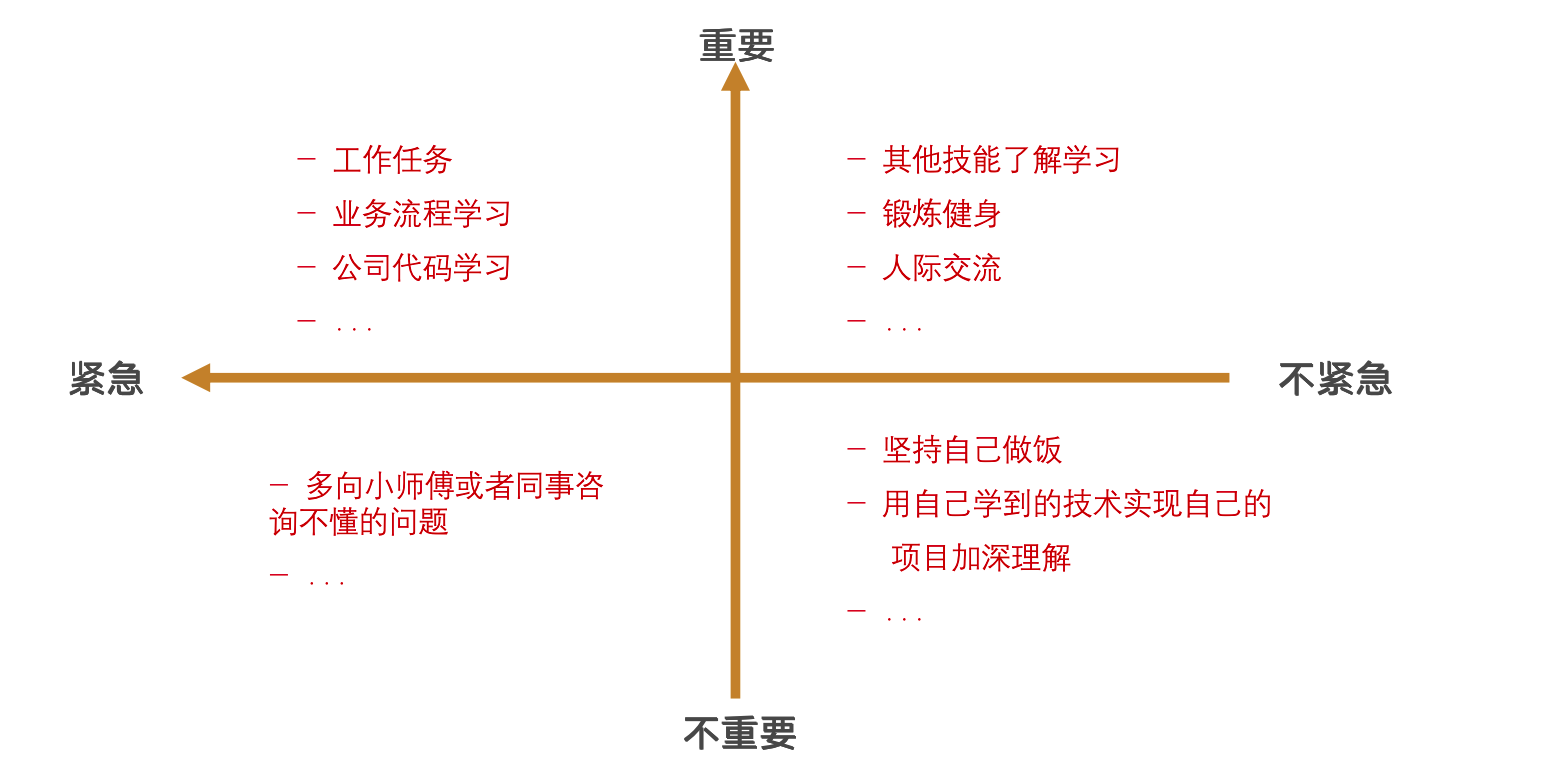 重要
– 工作任务
– 业务流程学习
– 公司代码学习
– ...
– 其他技能了解学习
– 锻炼健身
– 人际交流
– ...
紧急
不紧急
– 多向小师傅或者同事咨
询不懂的问题
– ...
– 坚持自己做饭
– 用自己学到的技术实现自己的
项目加深理解
– ...
不重要